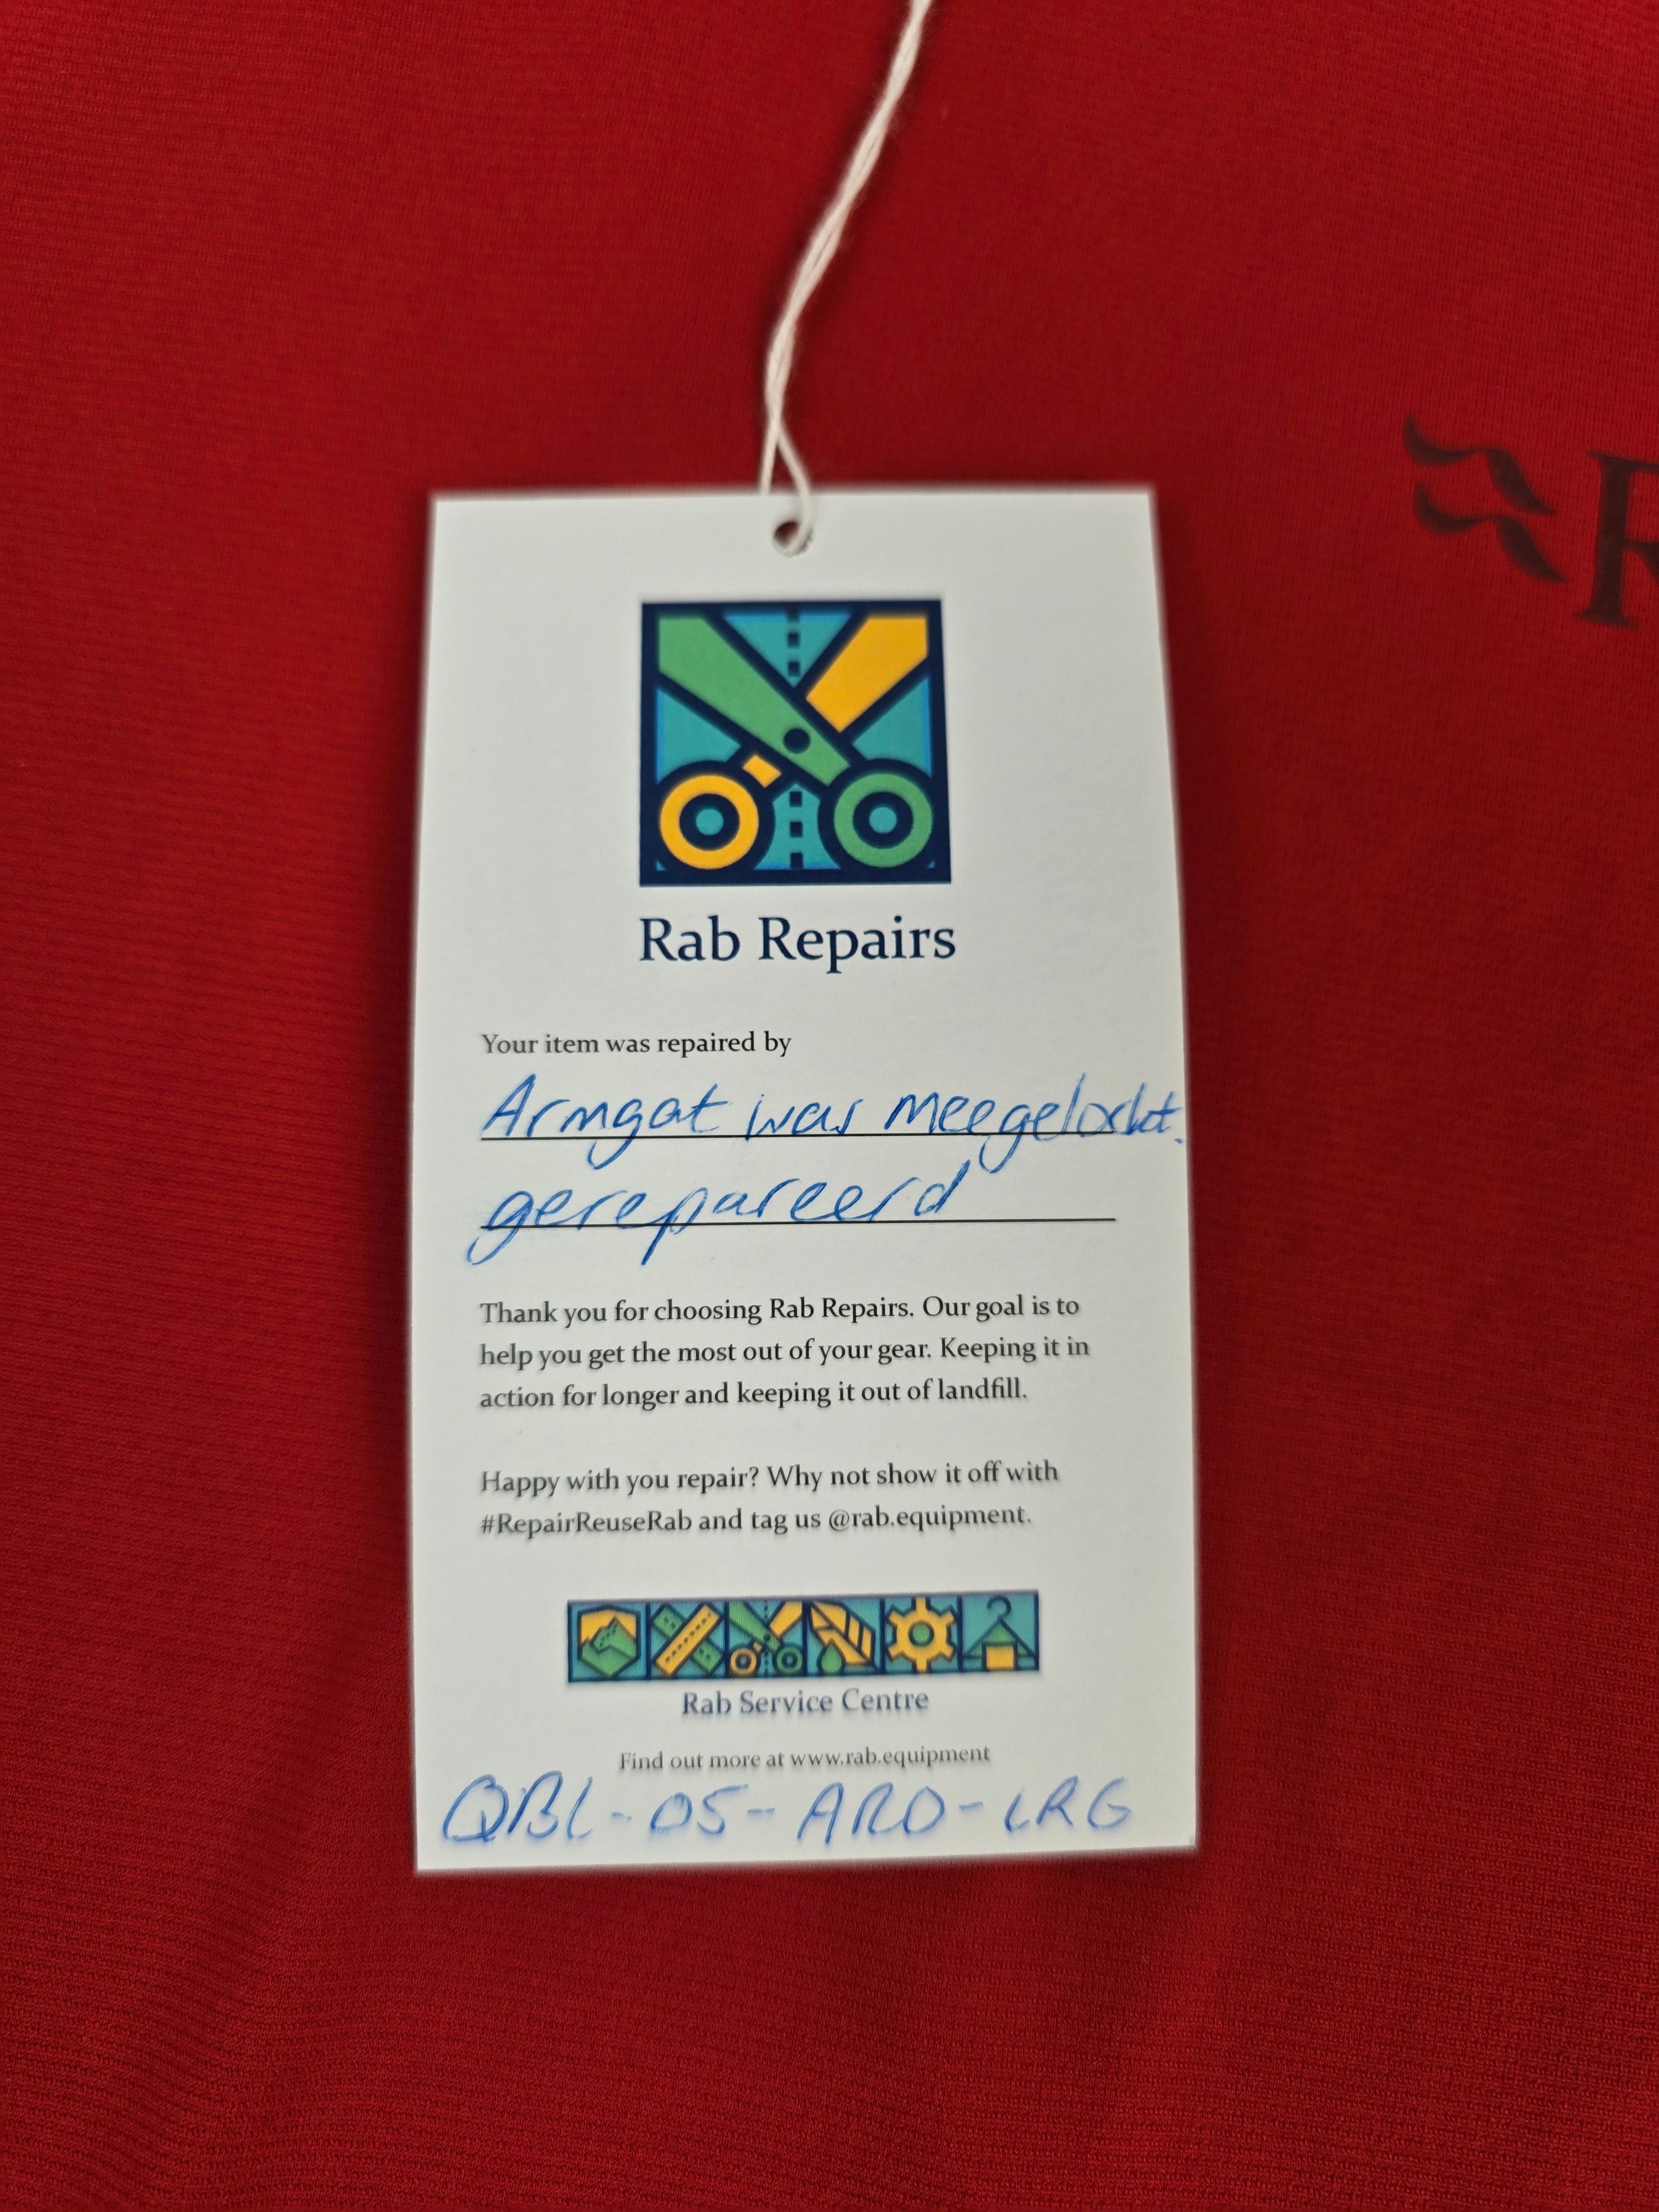 R
Rab Repairs
Your item was repaired by
Armgat was meegelockt.
gerepareerd
Thank you for choosing Rab Repairs. Our goal is to
help you get the most out of your gear. Keeping it in
action for longer and keeping it out of landfill.
Happy with you repair? Why not show it off with
#RepairReuseRab and tag us @rab.equipment.
Rab Service Centre
Find out more at www.rab.equipment
QBL-05-ARD-LRG